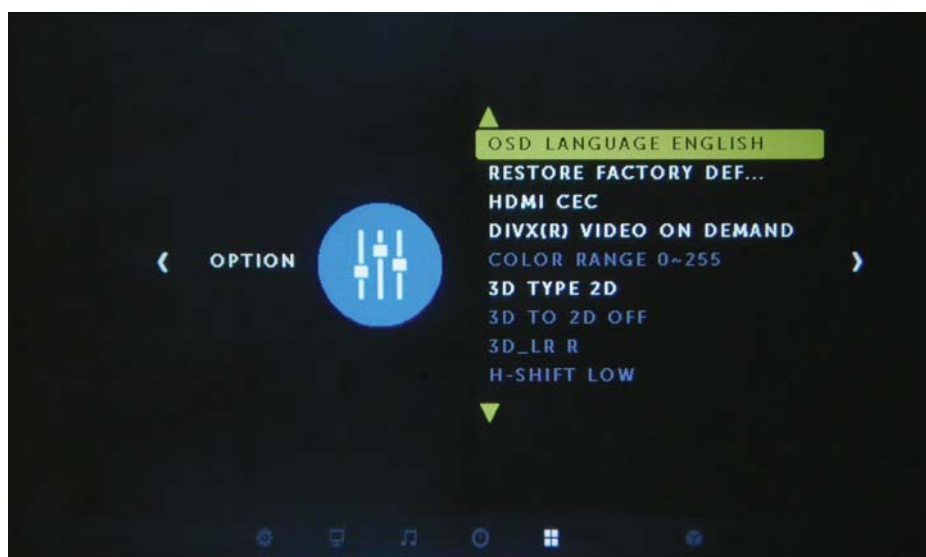 OPTION
OSD LANGUAGE ENGLISH
RESTORE FACTORY DEF...
HDMI CEC
DIVX(R) VIDEO ON DEMAND
COLOR RANGE 0~255
3D TYPE 2D
3D TO 2D OFF
3D_LR R
H-SHIFT LOW